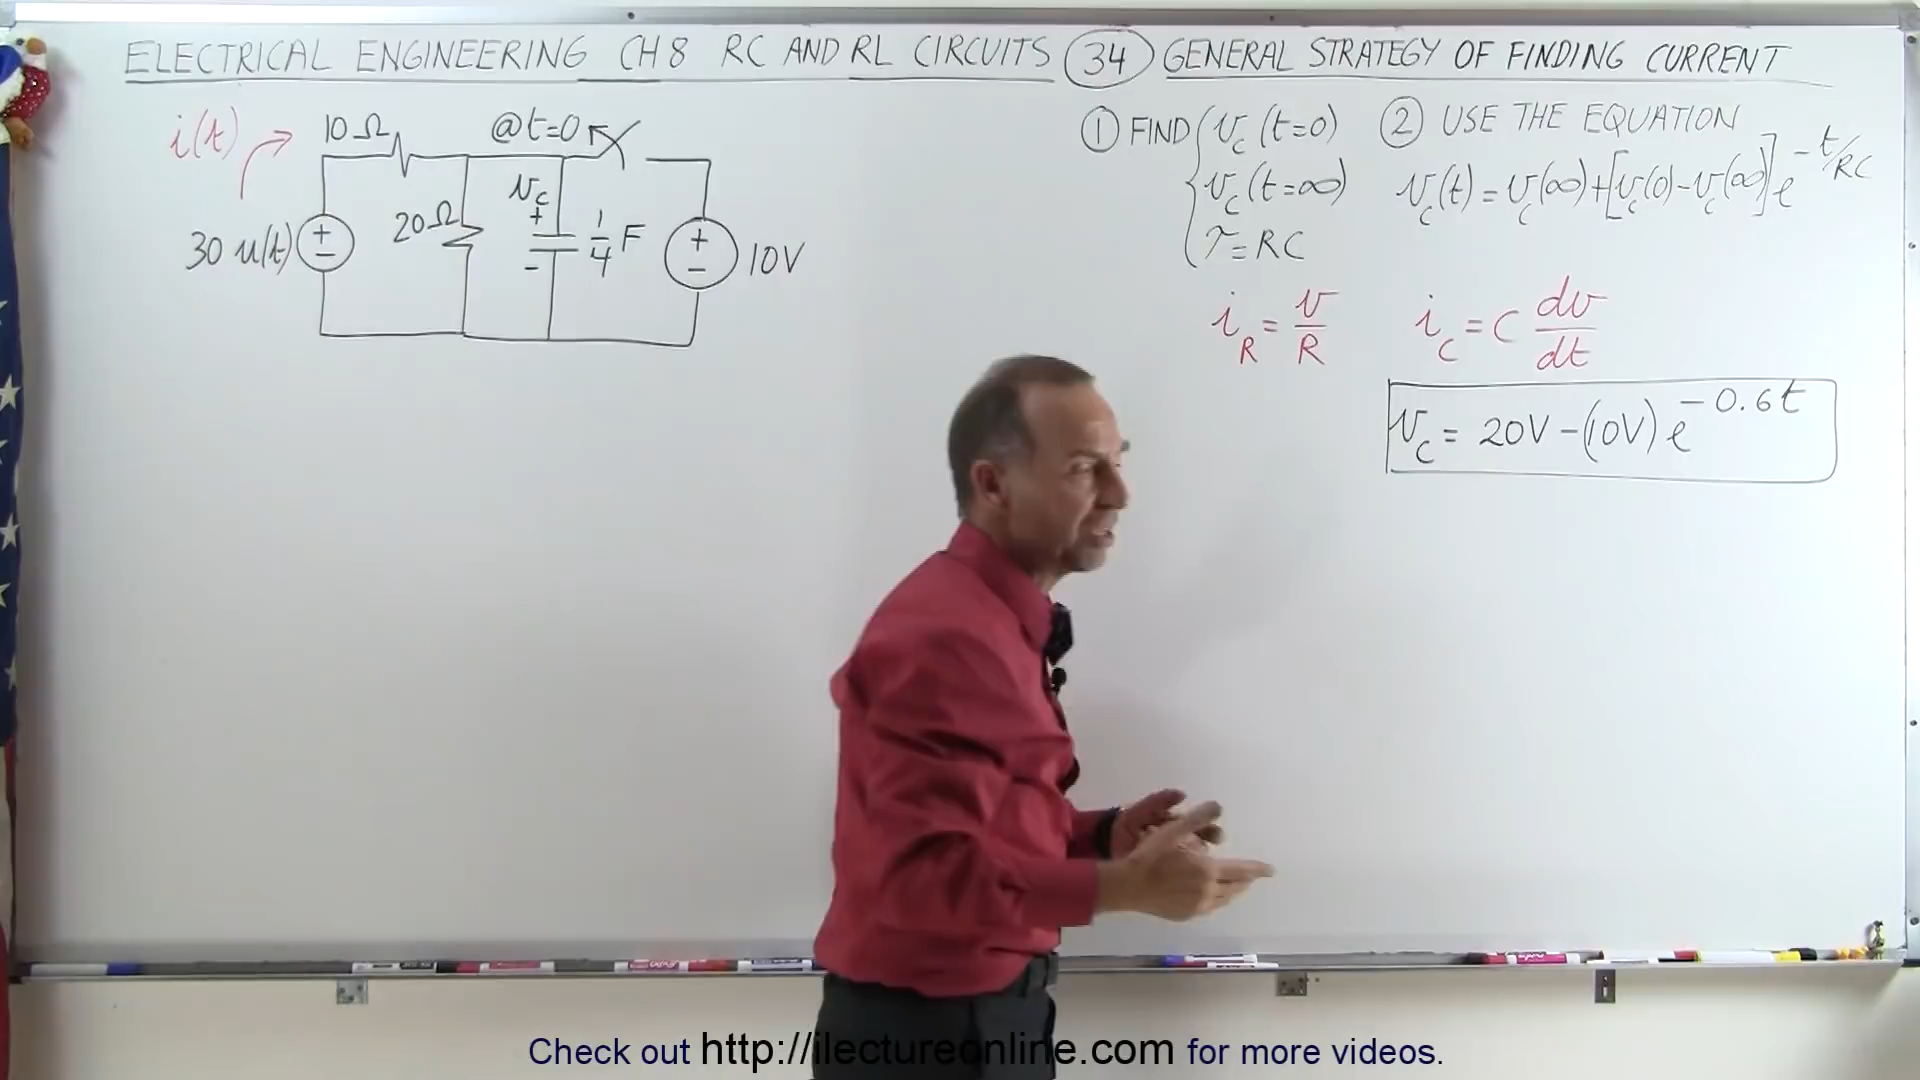 ELECTRICAL ENGINEERING CH 8 RC AND RL CIRCUITS 34 GENERAL STRATEGY OF FINDING CURRENT
i(t)
10Ω
@t=0
30 u(t)
+
-
20Ω
v_c
+
-
1/4 F
+
-
10V
① FIND { v_c (t=0)
v_c (t=∞)
τ=RC
② USE THE EQUATION
v_c(t) = v_c(∞)+[v_c(0)-v_c(∞)] e^-t/RC
i_R = v/R
i_C = C dv/dt
v_c = 20V-(10V) e^-0.6t
Check out http://ilectureonline.com for more videos.